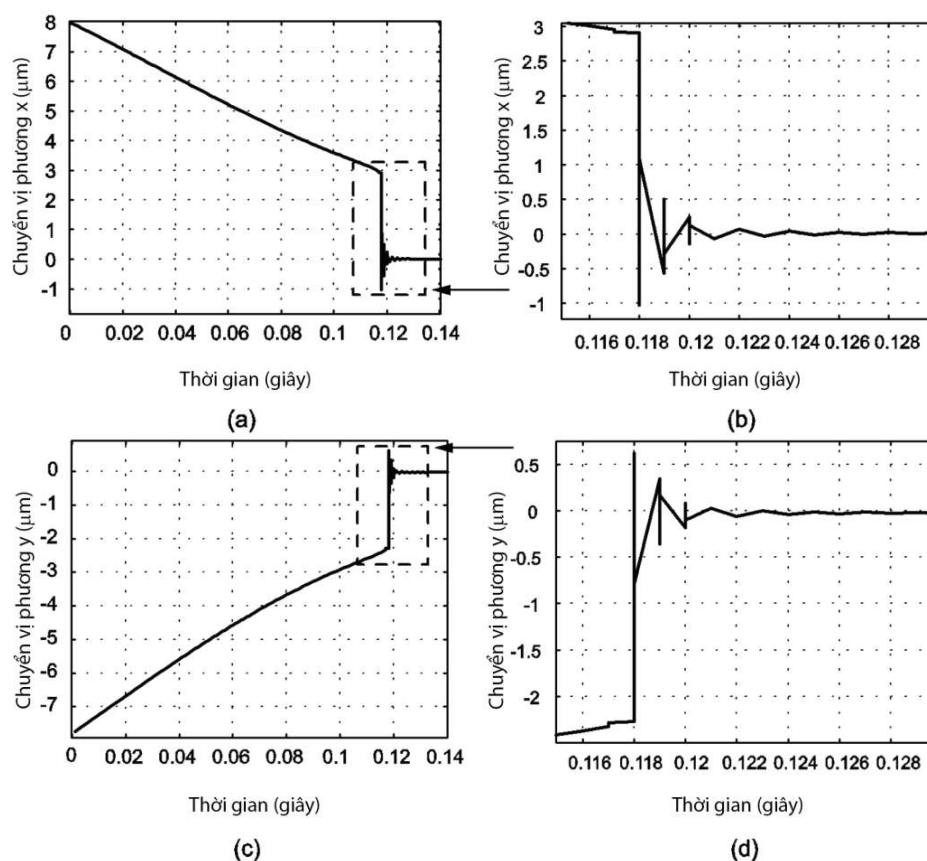 Chuyển vị phương x (μm)
8
7
6
5
4
3
2
1
0
-1
0 0.02 0.04 0.06 0.08 0.10 0.12 0.14
Thời gian (giây)
(a)
Chuyển vị phương x (μm)
3
2.5
2
1.5
1
0.5
0
-0.5
-1
0.116 0.118 0.12 0.122 0.124 0.126 0.128
Thời gian (giây)
(b)
Chuyển vị phương y (μm)
0
-1
-2
-3
-4
-5
-6
-7
0 0.02 0.04 0.06 0.08 0.10 0.12 0.14
Thời gian (giây)
(c)
Chuyển vị phương y (μm)
0.5
0
-0.5
-1
-1.5
-2
0.116 0.118 0.12 0.122 0.124 0.126 0.128
Thời gian (giây)
(d)